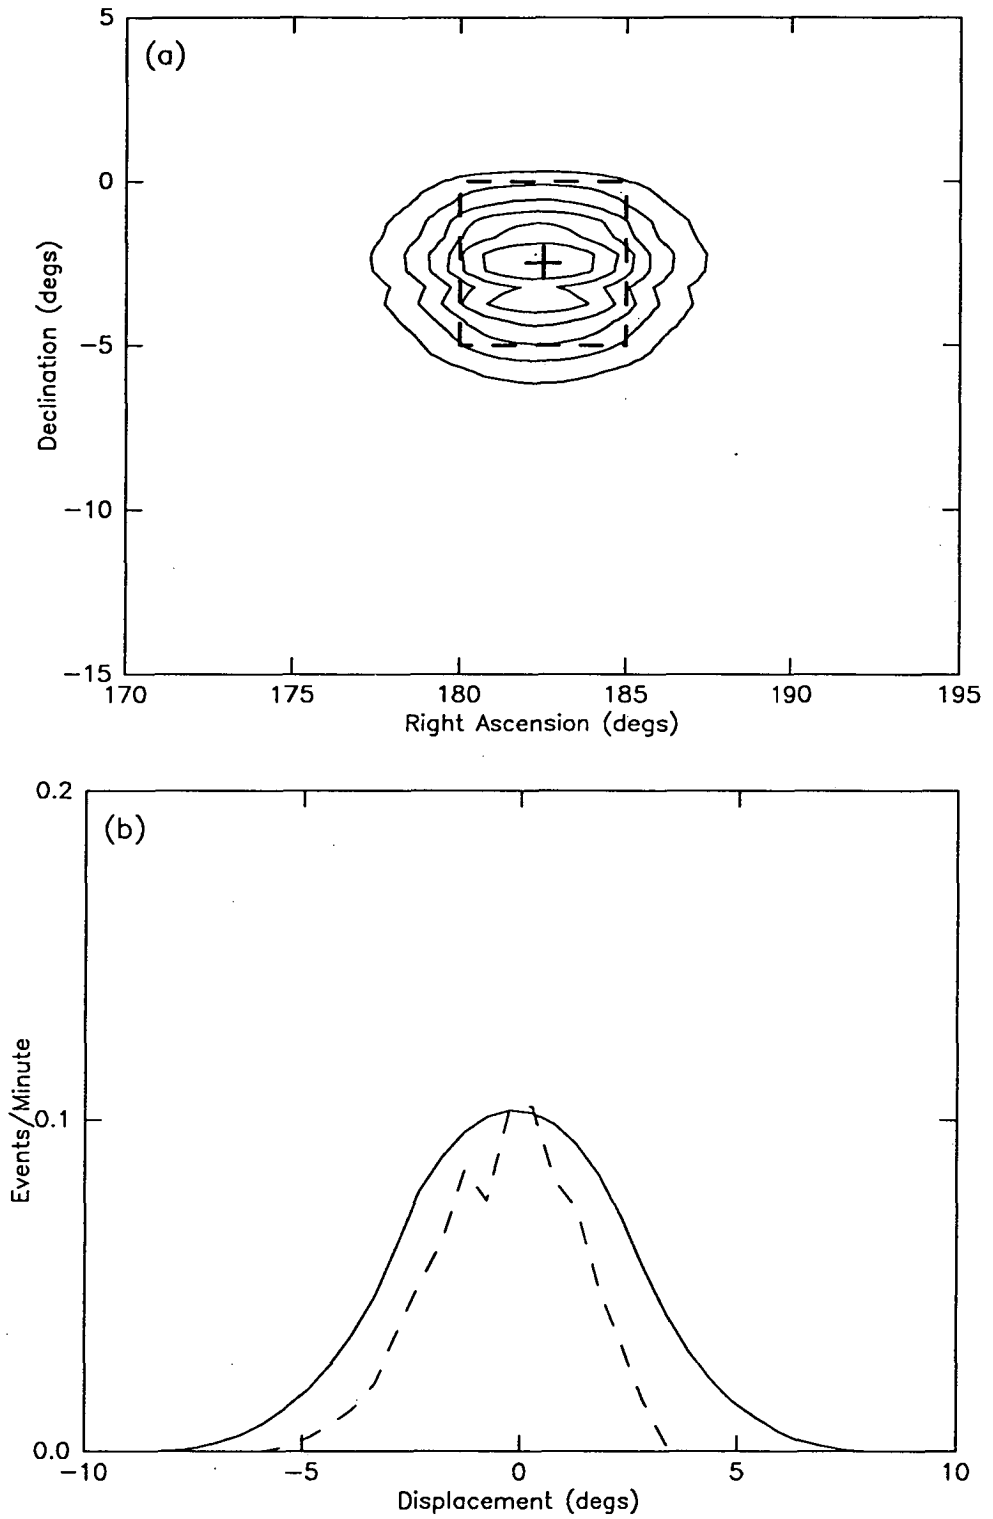 (a)
5
0
−5
−10
−15
Declination (degs)
170 175 180 185 190 195
Right Ascension (degs)
(b)
0.2
0.1
0.0
Events/Minute
−10 −5 0 5 10
Displacement (degs)